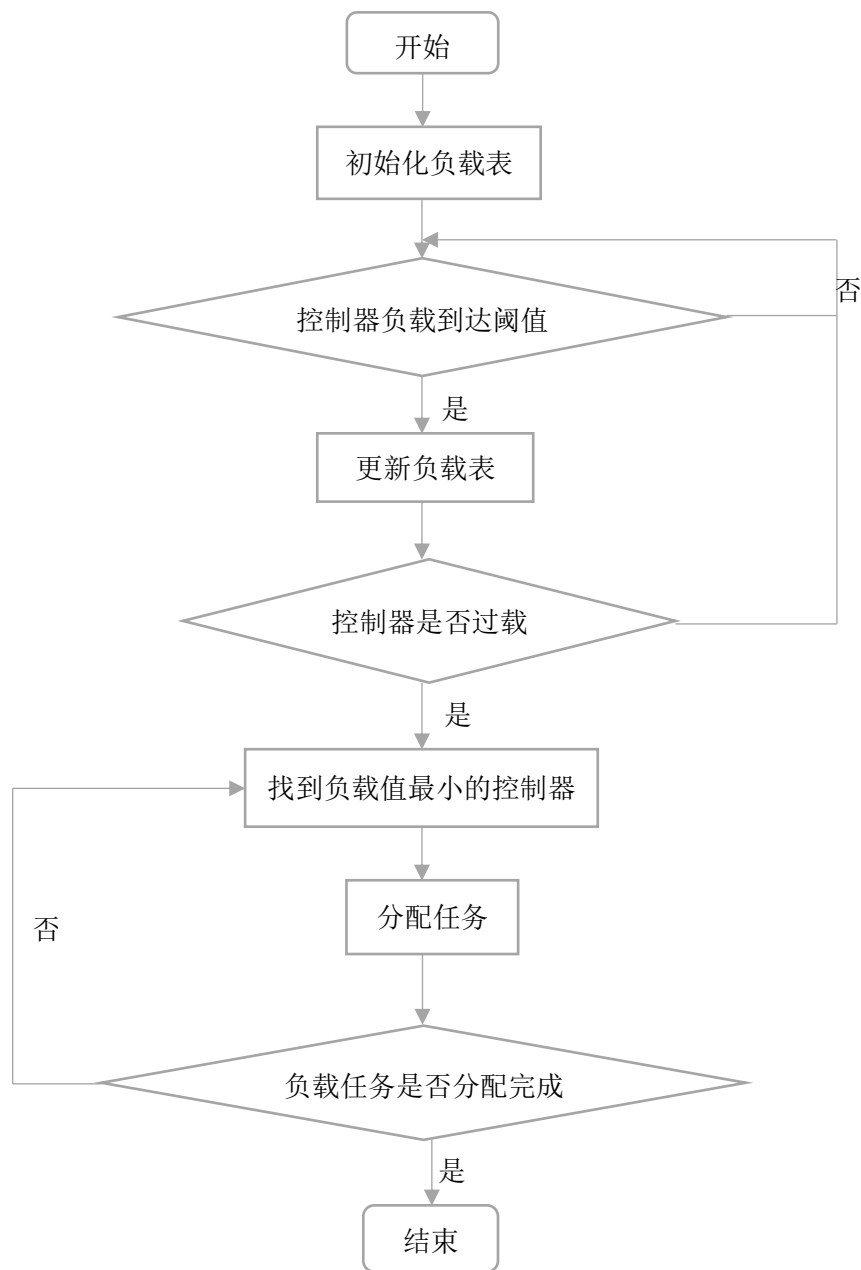 开始
初始化负载表
否
控制器负载到达阈值
是
更新负载表
控制器是否过载
是
找到负载值最小的控制器
分配任务
否
负载任务是否分配完成
是
结束